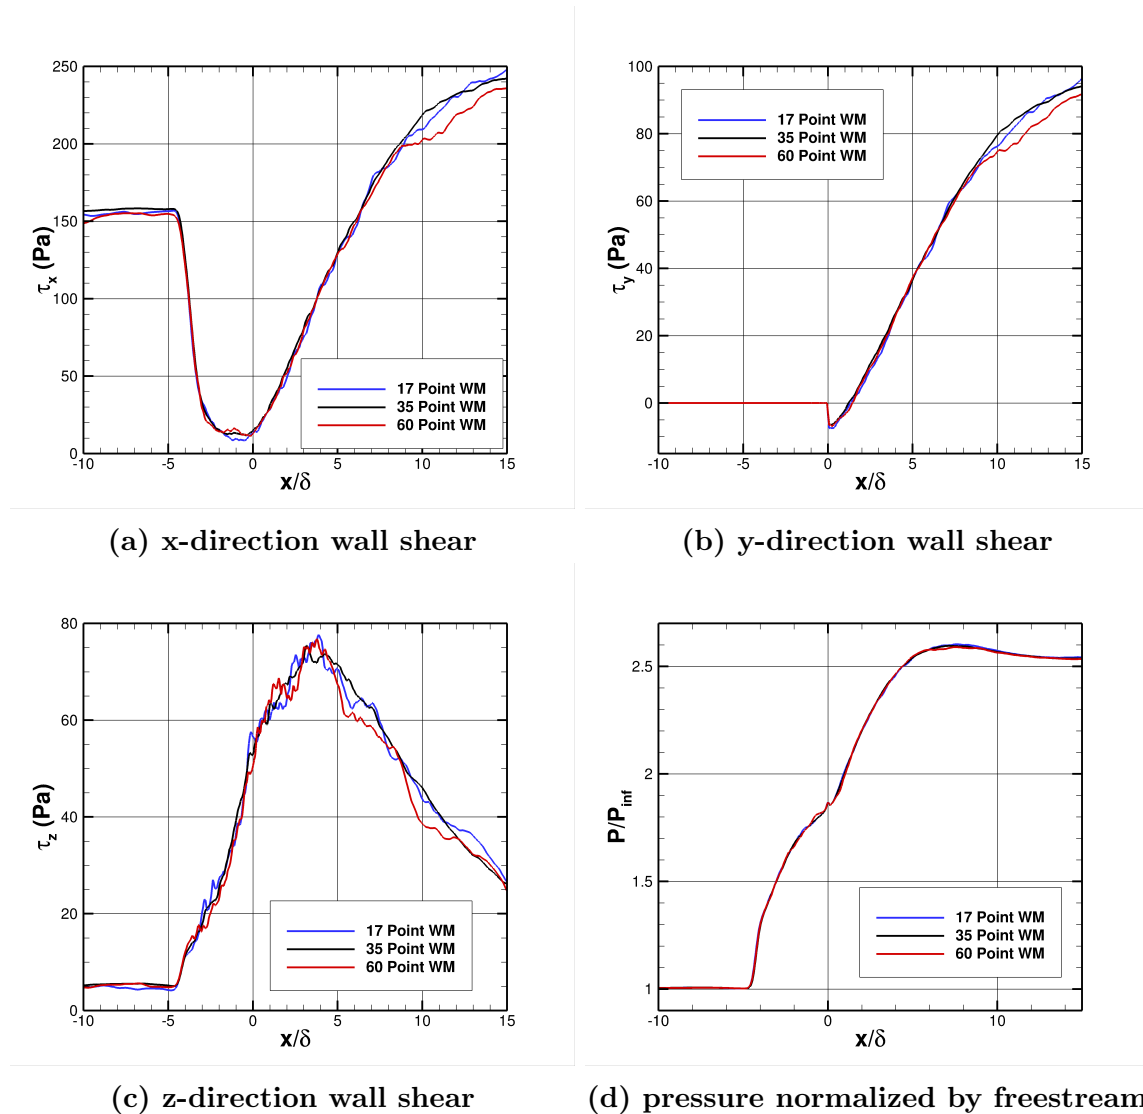 250
200
150
100
50
0
τx (Pa)
-10 -5 0 5 10 15
x/δ
17 Point WM
35 Point WM
60 Point WM
(a) x-direction wall shear
100
80
60
40
20
0
τy (Pa)
-10 -5 0 5 10 15
x/δ
17 Point WM
35 Point WM
60 Point WM
(b) y-direction wall shear
80
60
40
20
0
τz (Pa)
-10 -5 0 5 10 15
x/δ
17 Point WM
35 Point WM
60 Point WM
(c) z-direction wall shear
2.5
2
1.5
1
P/Pinf
-10 0 10
x/δ
17 Point WM
35 Point WM
60 Point WM
(d) pressure normalized by freestream